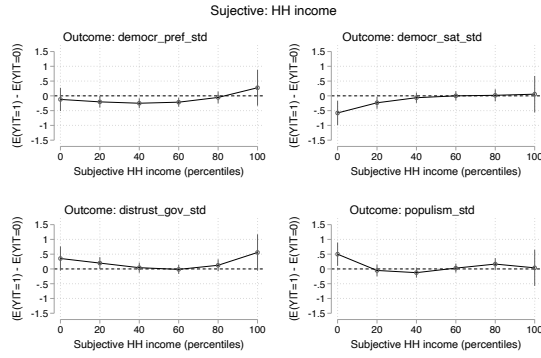 Sujective: HH income
Outcome: democr_pref_std
(E(Y|T=1) - E(Y|T=0))
1.5
1
.5
0
-.5
-1
-1.5
0 20 40 60 80 100
Subjective HH income (percentiles)
Outcome: democr_sat_std
(E(Y|T=1) - E(Y|T=0))
1.5
1
.5
0
-.5
-1
-1.5
0 20 40 60 80 100
Subjective HH income (percentiles)
Outcome: distrust_gov_std
(E(Y|T=1) - E(Y|T=0))
1.5
1
.5
0
-.5
-1
-1.5
0 20 40 60 80 100
Subjective HH income (percentiles)
Outcome: populism_std
(E(Y|T=1) - E(Y|T=0))
1.5
1
.5
0
-.5
-1
-1.5
0 20 40 60 80 100
Subjective HH income (percentiles)